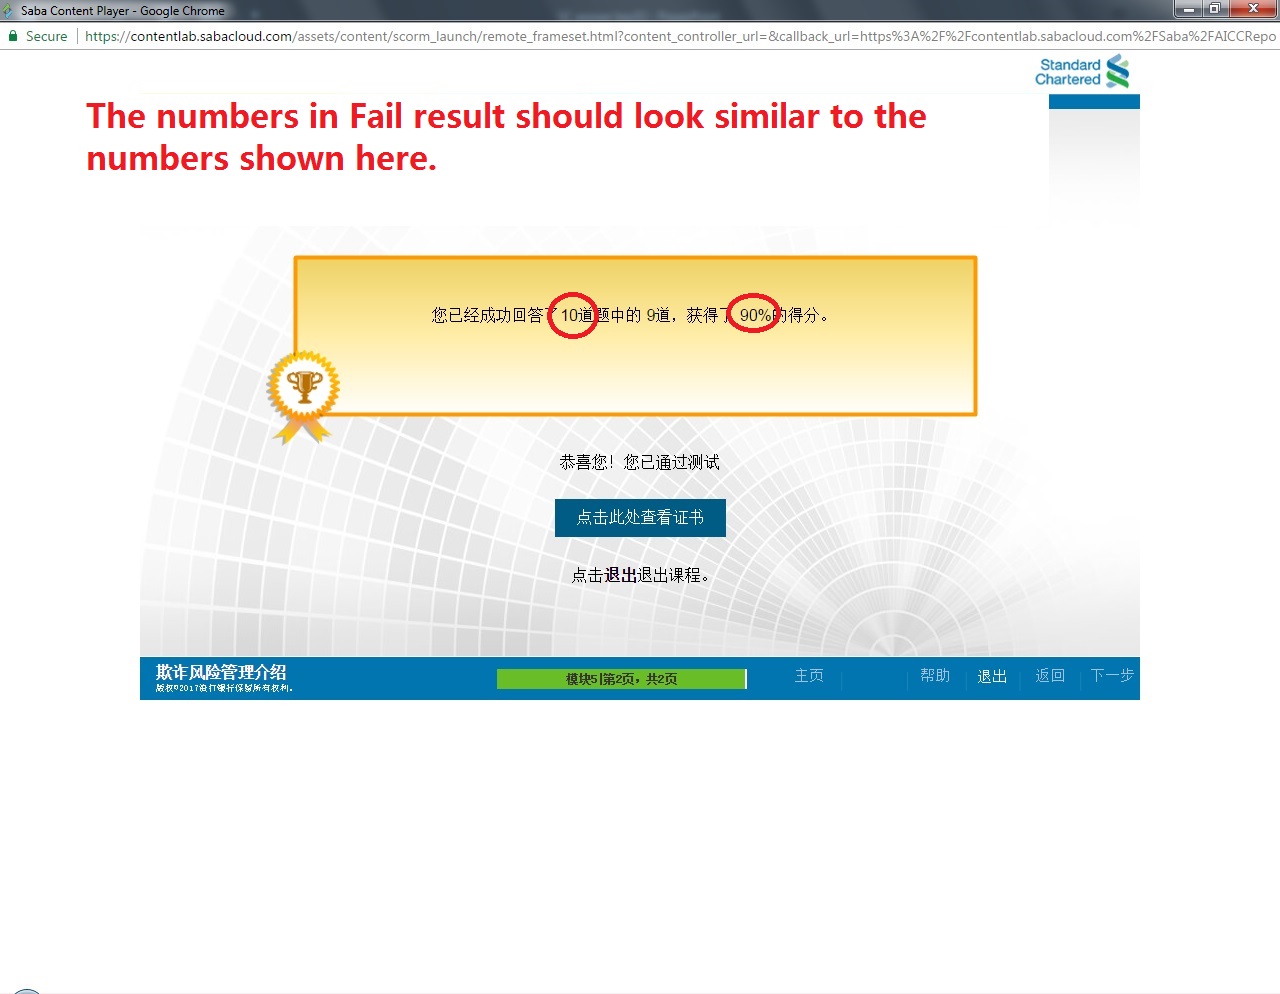 Saba Content Player - Google Chrome
Secure https://contentlab.sabacloud.com/assets/content/scorm_launch/remote_frameset.html?content_controller_url=&callback_url=https%3A%2F%2Fcontentlab.sabacloud.com%2FSaba%2FAICCRepo
Standard
Chartered
The numbers in Fail result should look similar to the
numbers shown here.
您已经成功回答了 10道题中的 9道，获得了 90%的得分。
恭喜您！您已通过测试
点击此处查看证书
点击退出退出课程。
欺诈风险管理介绍
版权©2017渣打银行保留所有权利。
模块5|第2页，共2页
主页 帮助 退出 返回 下一步